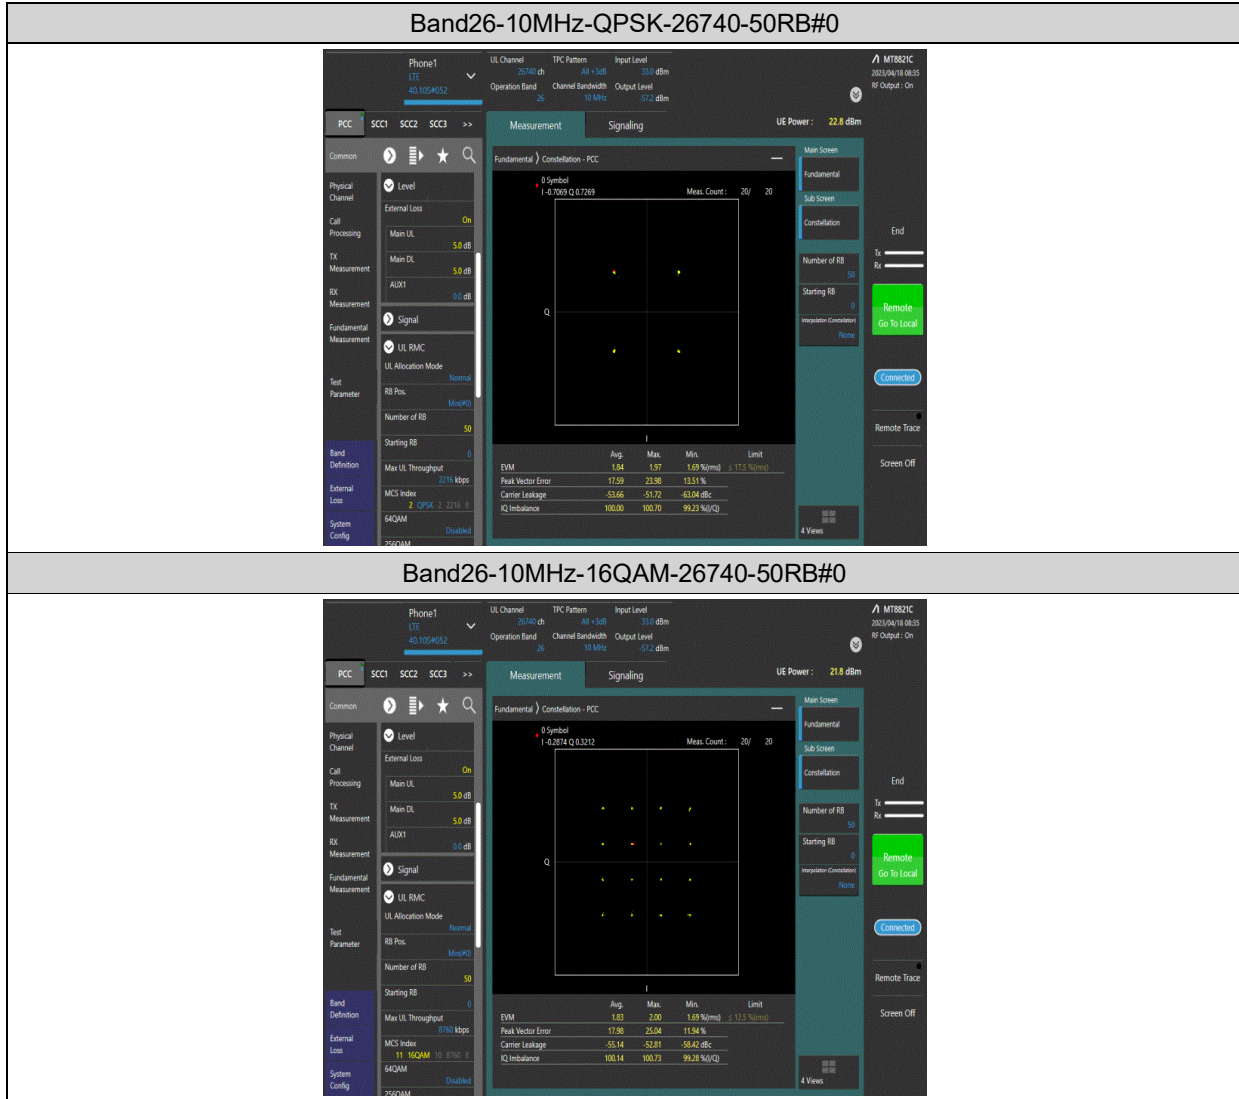 Band26-10MHz-QPSK-26740-50RB#0
Phone1
LTE
40.10S#052
UL Channel TPC Pattern Input Level
26740 ch All +3dB 33.0 dBm
Operation Band Channel Bandwidth Output Level
26 10 MHz -57.2 dBm
MT8821C
2023/04/18 08:35
RF Output : On
PCC SCC1 SCC2 SCC3 >>
Measurement Signaling
UE Power : 22.8 dBm
Common
Fundamental Constellation - PCC
Main Screen
Fundamental
Sub Screen
Constellation
Number of RB
50
Starting RB
0
Interpolation (Constellation)
None
4 Views
Physical Channel
Call Processing
TX Measurement
RX Measurement
Fundamental Measurement
Test Parameter
Band Definition
External Loss
System Config
Level
External Loss
On
Main UL
5.0 dB
Main DL
5.0 dB
AUX1
0.0 dB
Signal
UL RMC
UL Allocation Mode
Normal
RB Pos.
Min(#0)
Number of RB
50
Starting RB
0
Max UL Throughput
2216 kbps
MCS Index
2 QPSK 2 2216 8
64QAM
Disabled
256QAM
0 Symbol
I -0.7069 Q 0.7269
Meas. Count : 20/ 20
Q
I
Avg. Max. Min. Limit
EVM 1.84 1.97 1.69 %(rms) ≤ 17.5 %(rms)
Peak Vector Error 17.59 23.98 13.51 %
Carrier Leakage -53.66 -51.72 -63.04 dBc
IQ Imbalance 100.00 100.70 99.23 %(I/Q)
End
Tx
Rx
Remote
Go To Local
Connected
Remote Trace
Screen Off
Band26-10MHz-16QAM-26740-50RB#0
Phone1
LTE
40.10S#052
UL Channel TPC Pattern Input Level
26740 ch All +3dB 33.0 dBm
Operation Band Channel Bandwidth Output Level
26 10 MHz -57.2 dBm
MT8821C
2023/04/18 08:35
RF Output : On
PCC SCC1 SCC2 SCC3 >>
Measurement Signaling
UE Power : 21.8 dBm
Common
Fundamental Constellation - PCC
Main Screen
Fundamental
Sub Screen
Constellation
Number of RB
50
Starting RB
0
Interpolation (Constellation)
None
4 Views
Physical Channel
Call Processing
TX Measurement
RX Measurement
Fundamental Measurement
Test Parameter
Band Definition
External Loss
System Config
Level
External Loss
On
Main UL
5.0 dB
Main DL
5.0 dB
AUX1
0.0 dB
Signal
UL RMC
UL Allocation Mode
Normal
RB Pos.
Min(#0)
Number of RB
50
Starting RB
0
Max UL Throughput
8760 kbps
MCS Index
11 16QAM 10 8760 8
64QAM
Disabled
256QAM
0 Symbol
I -0.2874 Q 0.3212
Meas. Count : 20/ 20
Q
I
Avg. Max. Min. Limit
EVM 1.83 2.00 1.69 %(rms) ≤ 12.5 %(rms)
Peak Vector Error 17.98 25.04 11.94 %
Carrier Leakage -55.14 -52.81 -58.42 dBc
IQ Imbalance 100.14 100.73 99.28 %(I/Q)
End
Tx
Rx
Remote
Go To Local
Connected
Remote Trace
Screen Off